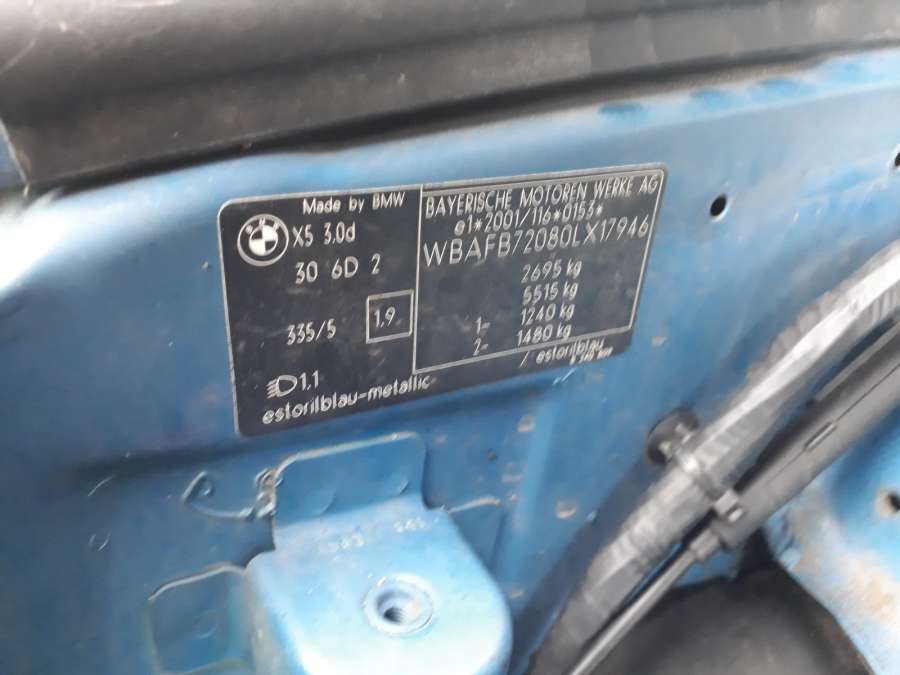 Made by BMW
X5 3.0d
30 6D 2
335/5 1.9
1.1
estorilblau-metallic
BAYERISCHE MOTOREN WERKE AG
e1*2001/116*0153*
WBAFB72080LX17946
2695 kg
5515 kg
1- 1240 kg
2- 1480 kg
/ estorilblau